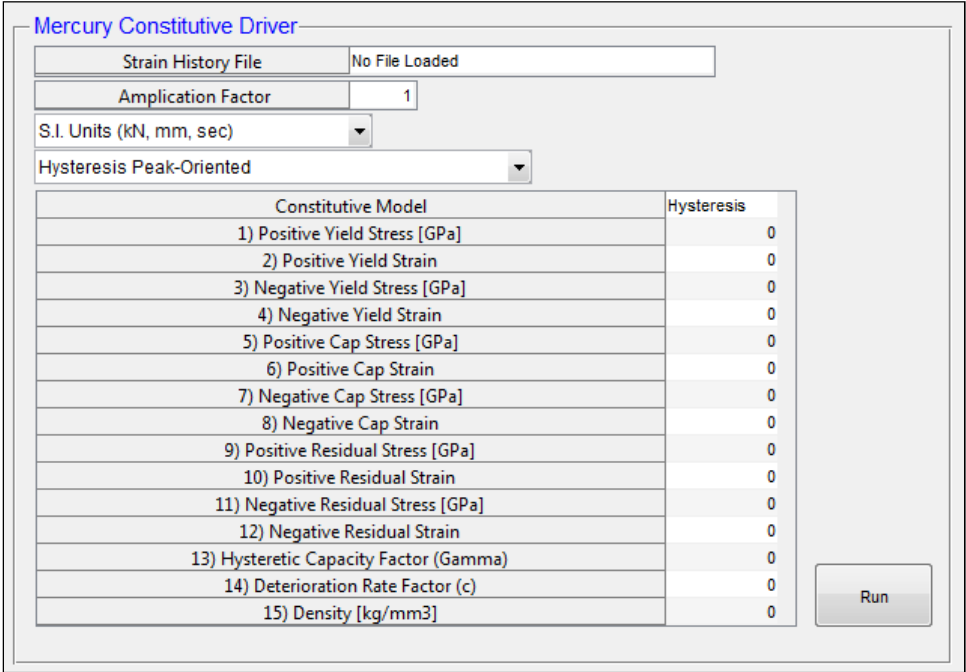 Mercury Constitutive Driver
Strain History File No File Loaded
Amplication Factor 1
S.I. Units (kN, mm, sec)
Hysteresis Peak-Oriented
Constitutive Model Hysteresis
1) Positive Yield Stress [GPa] 0
2) Positive Yield Strain 0
3) Negative Yield Stress [GPa] 0
4) Negative Yield Strain 0
5) Positive Cap Stress [GPa] 0
6) Positive Cap Strain 0
7) Negative Cap Stress [GPa] 0
8) Negative Cap Strain 0
9) Positive Residual Stress [GPa] 0
10) Positive Residual Strain 0
11) Negative Residual Stress [GPa] 0
12) Negative Residual Strain 0
13) Hysteretic Capacity Factor (Gamma) 0
14) Deterioration Rate Factor (c) 0
15) Density [kg/mm3] 0
Run